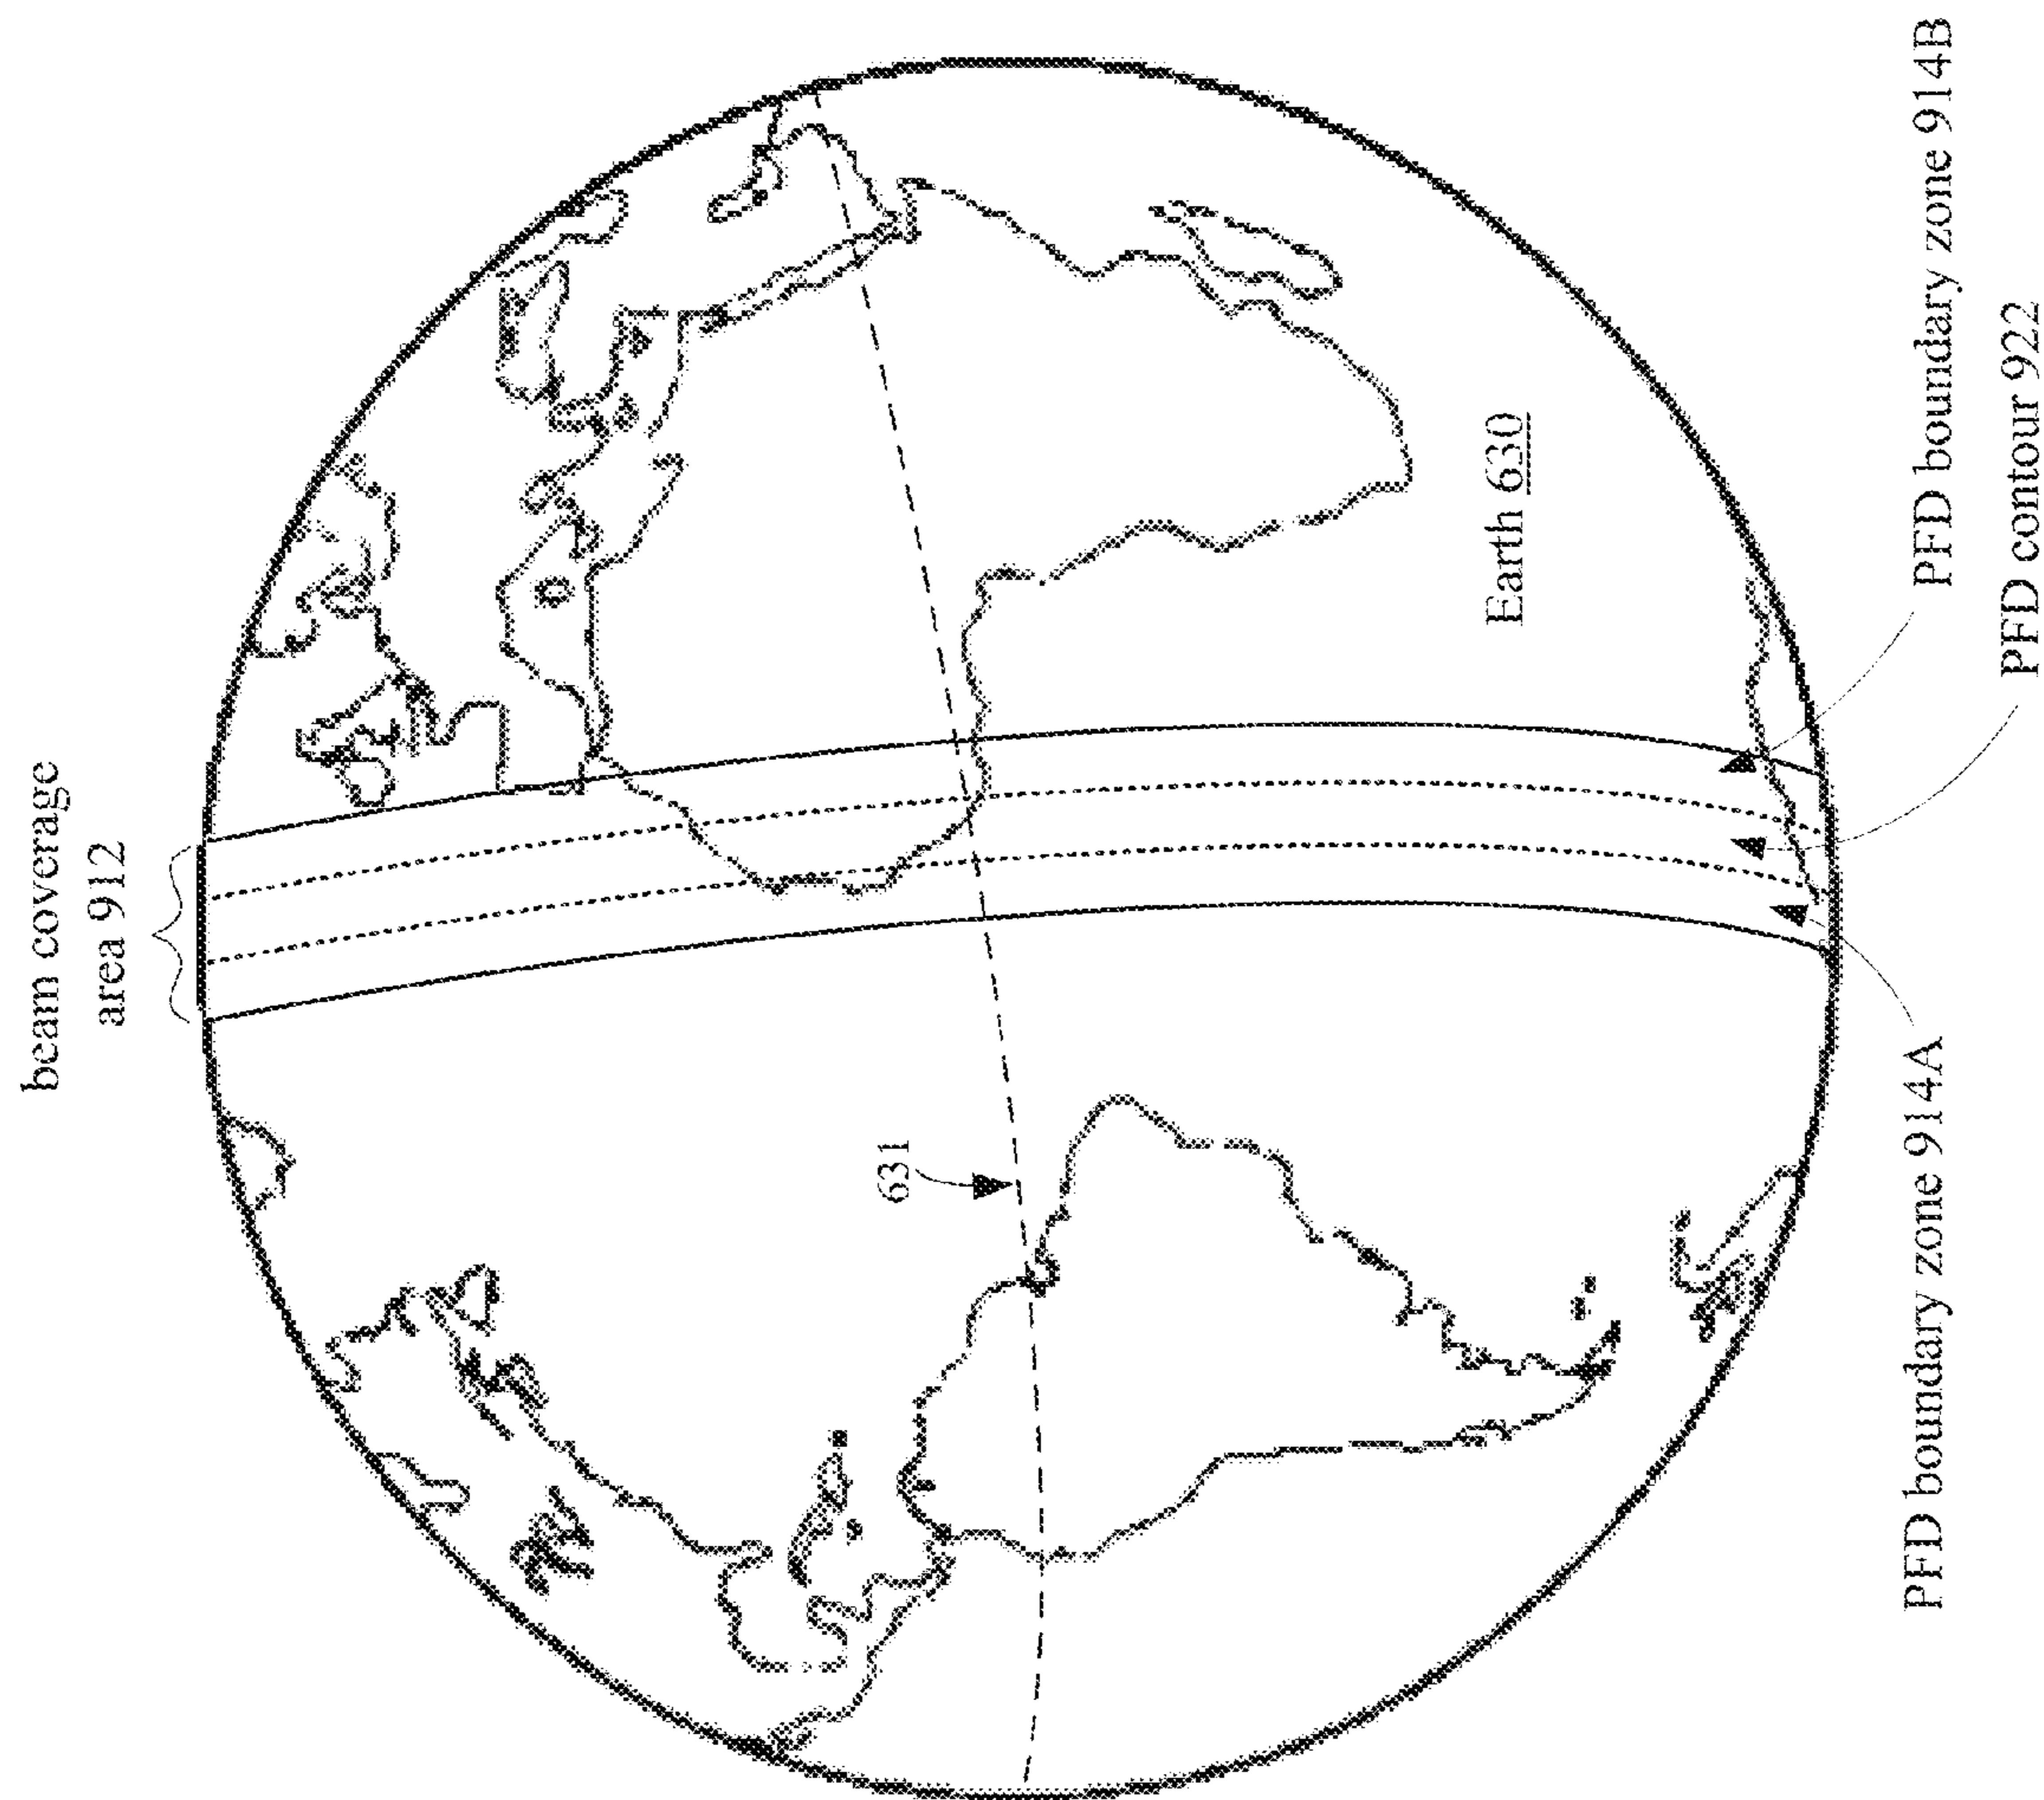 beam coverage
area 912
631
Earth 630
PFD boundary zone 914A
PFD boundary zone 914B
PFD contour 922